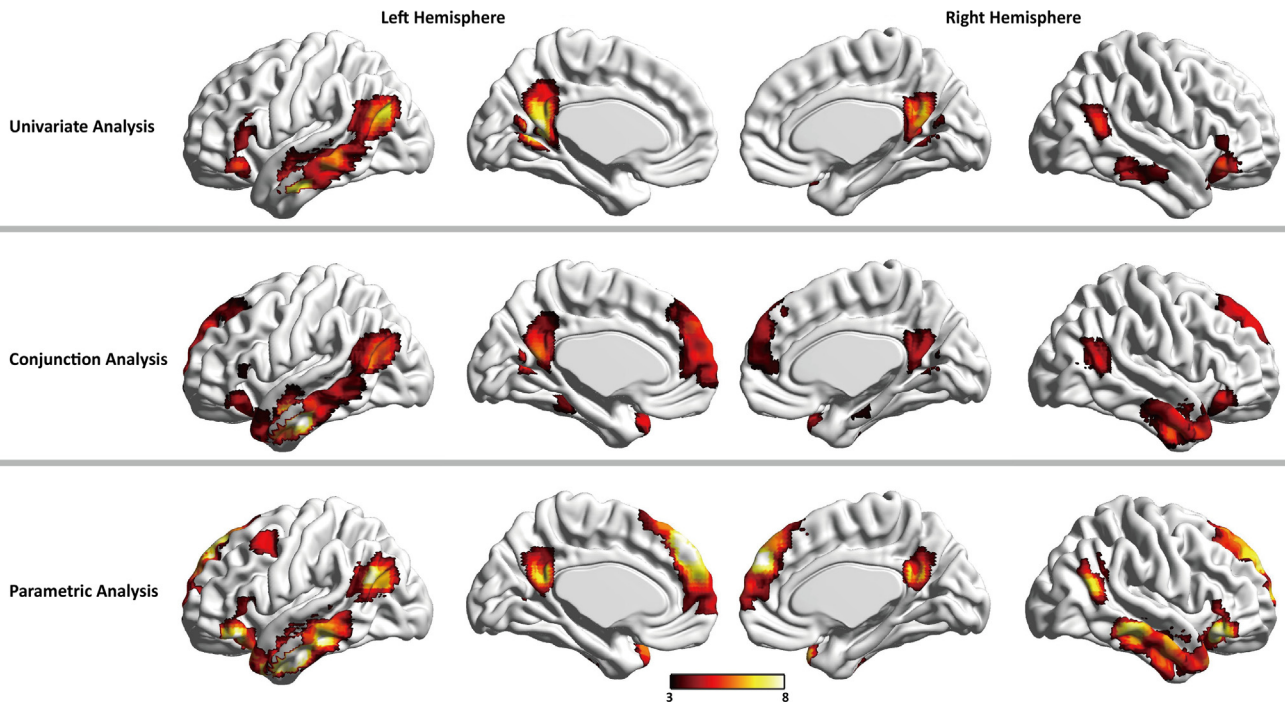 Left Hemisphere
Right Hemisphere
Univariate Analysis
Conjunction Analysis
Parametric Analysis
3
8